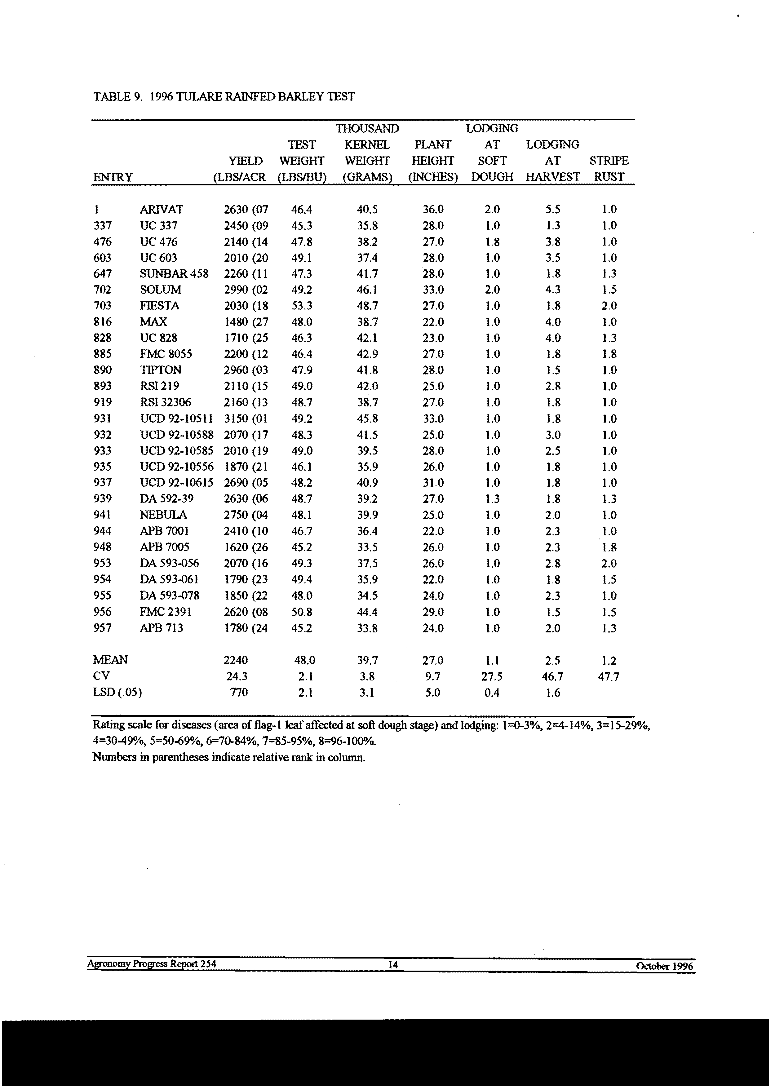 TABLE 9. 1996 TULARE RAINFED BARLEY TEST
THOUSAND LODGING
TEST KERNEL PLANT AT LODGING
YIELD WEIGHT WEIGHT HEIGHT SOFT AT STRIPE
ENTRY (LBS/ACR (LBS/BU) (GRAMS) (INCHES) DOUGH HARVEST RUST
1 ARIVAT 2630 (07 46.4 40.5 36.0 2.0 5.5 1.0
337 UC 337 2450 (09 45.3 35.8 28.0 1.0 1.3 1.0
476 UC 476 2140 (14 47.8 38.2 27.0 1.8 3.8 1.0
603 UC 603 2010 (20 49.1 37.4 28.0 1.0 3.5 1.0
647 SUNBAR 458 2260 (11 47.3 41.7 28.0 1.0 1.8 1.3
702 SOLUM 2990 (02 49.2 46.1 33.0 2.0 4.3 1.5
703 FIESTA 2030 (18 53.3 48.7 27.0 1.0 1.8 2.0
816 MAX 1480 (27 48.0 38.7 22.0 1.0 4.0 1.0
828 UC 828 1710 (25 46.3 42.1 23.0 1.0 4.0 1.3
885 FMC 8055 2200 (12 46.4 42.9 27.0 1.0 1.8 1.8
890 TIPTON 2960 (03 47.9 41.8 28.0 1.0 1.5 1.0
893 RSI 219 2110 (15 49.0 42.0 25.0 1.0 2.8 1.0
919 RSI 32306 2160 (13 48.7 38.7 27.0 1.0 1.8 1.0
931 UCD 92-10511 3150 (01 49.2 45.8 33.0 1.0 1.8 1.0
932 UCD 92-10588 2070 (17 48.3 41.5 25.0 1.0 3.0 1.0
933 UCD 92-10585 2010 (19 49.0 39.5 28.0 1.0 2.5 1.0
935 UCD 92-10556 1870 (21 46.1 35.9 26.0 1.0 1.8 1.0
937 UCD 92-10615 2690 (05 48.2 40.9 31.0 1.0 1.8 1.0
939 DA 592-39 2630 (06 48.7 39.2 27.0 1.3 1.8 1.3
941 NEBULA 2750 (04 48.1 39.9 25.0 1.0 2.0 1.0
944 APB 7001 2410 (10 46.7 36.4 22.0 1.0 2.3 1.0
948 APB 7005 1620 (26 45.2 33.5 26.0 1.0 2.3 1.8
953 DA 593-056 2070 (16 49.3 37.5 26.0 1.0 2.8 2.0
954 DA 593-061 1790 (23 49.4 35.9 22.0 1.0 1.8 1.5
955 DA 593-078 1850 (22 48.0 34.5 24.0 1.0 2.3 1.0
956 FMC 2391 2620 (08 50.8 44.4 29.0 1.0 1.5 1.5
957 APB 713 1780 (24 45.2 33.8 24.0 1.0 2.0 1.3
MEAN 2240 48.0 39.7 27.0 1.1 2.5 1.2
CV 24.3 2.1 3.8 9.7 27.5 46.7 47.7
LSD (.05) 770 2.1 3.1 5.0 0.4 1.6
Rating scale for diseases (area of flag-1 leaf affected at soft dough stage) and lodging: 1=0-3%, 2=4-14%, 3=15-29%,
4=30-49%, 5=50-69%, 6=70-84%, 7=85-95%, 8=96-100%.
Numbers in parentheses indicate relative rank in column.
Agronomy Progress Report 254 14 October 1996